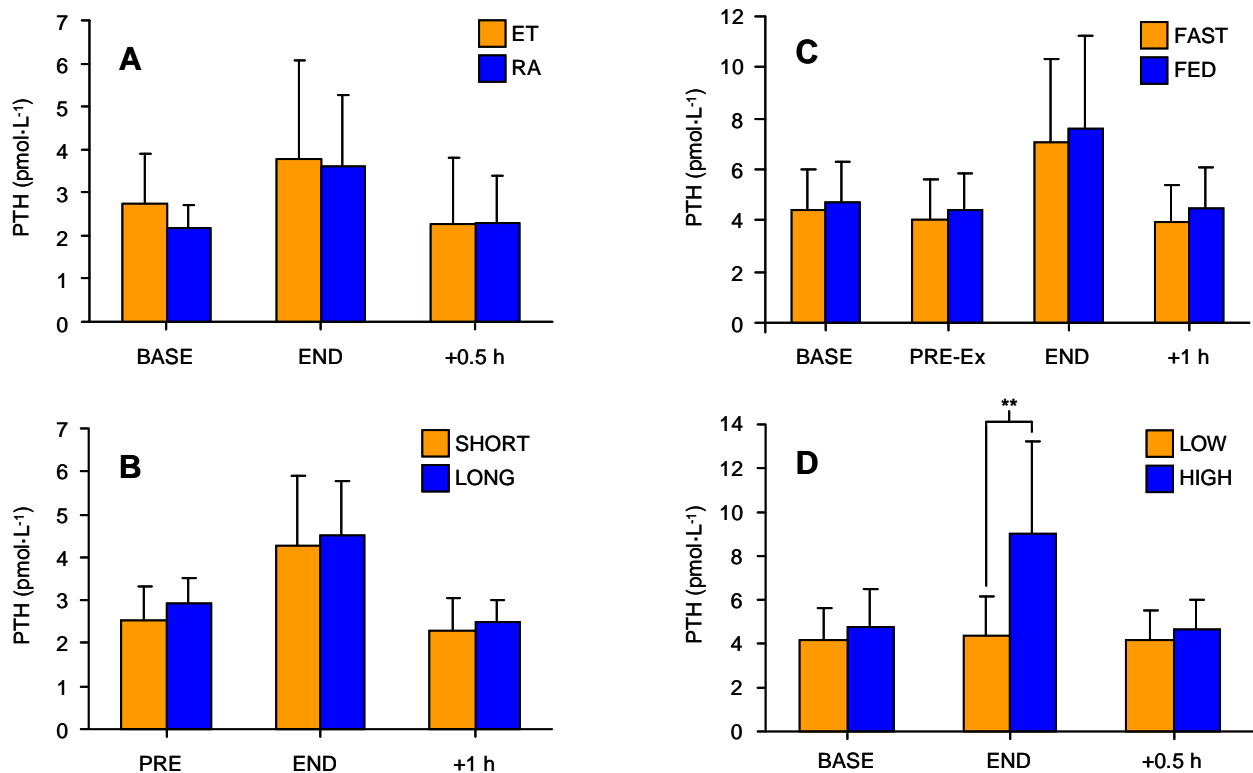 A
ET
RA
PTH (pmol·L-1)
7
6
5
4
3
2
1
0
BASE
END
+0.5 h
C
FAST
FED
PTH (pmol·L-1)
12
10
8
6
4
2
0
BASE
PRE-Ex
END
+1 h
B
SHORT
LONG
PTH (pmol·L-1)
7
6
5
4
3
2
1
0
PRE
END
+1 h
D
**
LOW
HIGH
PTH (pmol·L-1)
14
12
10
8
6
4
2
0
BASE
END
+0.5 h